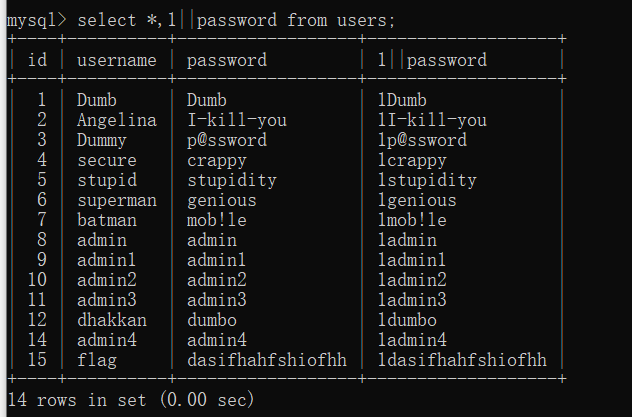 mysql> select *,1||password from users;
+----+----------+----------------+------------------+
| id | username | password       | 1||password      |
+----+----------+----------------+------------------+
|  1 | Dumb     | Dumb           | 1Dumb            |
|  2 | Angelina | I-kill-you     | 1I-kill-you      |
|  3 | Dummy    | p@ssword       | 1p@ssword        |
|  4 | secure   | crappy         | 1crappy          |
|  5 | stupid   | stupidity      | 1stupidity       |
|  6 | superman | genious        | 1genious         |
|  7 | batman   | mob!le         | 1mob!le          |
|  8 | admin    | admin          | 1admin           |
|  9 | admin1   | admin1         | 1admin1          |
| 10 | admin2   | admin2         | 1admin2          |
| 11 | admin3   | admin3         | 1admin3          |
| 12 | dhakkan  | dumbo          | 1dumbo           |
| 14 | admin4   | admin4         | 1admin4          |
| 15 | flag     | dasifhahfshiofhh | 1dasifhahfshiofhh |
+----+----------+----------------+------------------+
14 rows in set (0.00 sec)